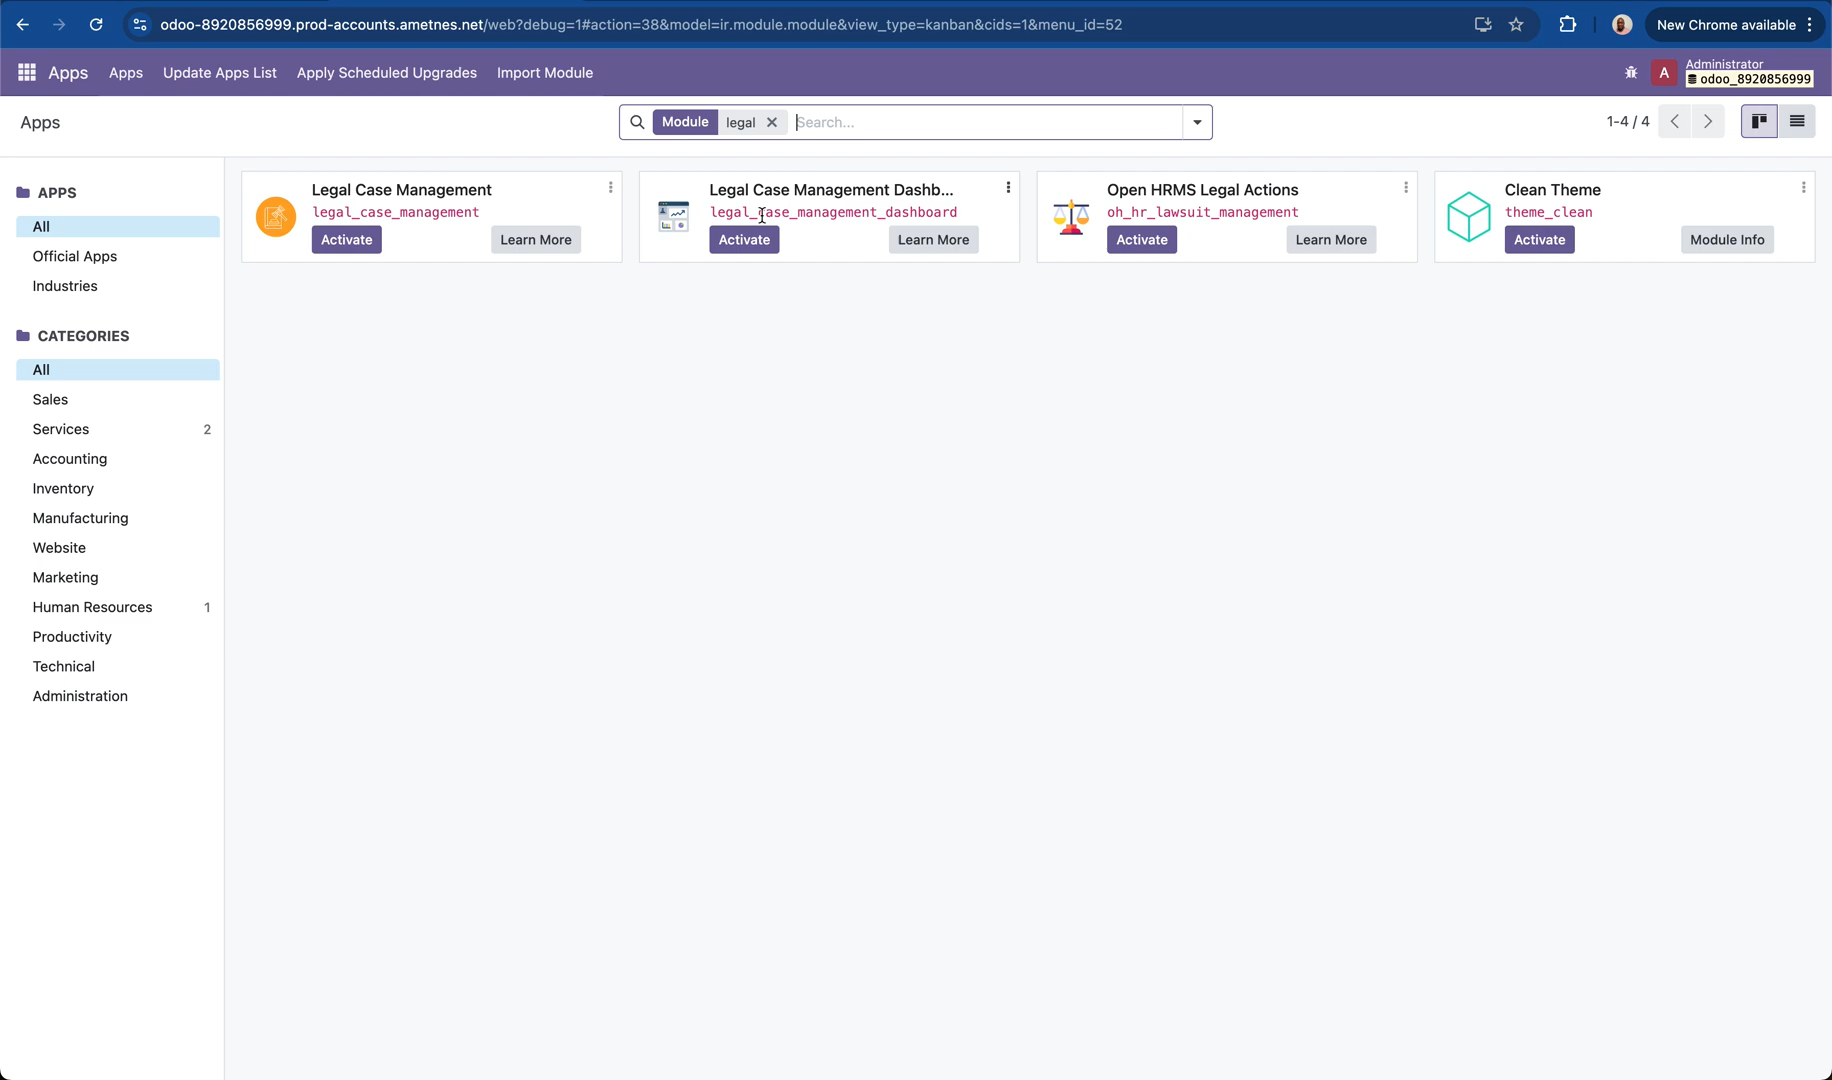 odoo-8920856999.prod-accounts.ametnes.net/web?debug=1#action=38&model=ir.module.module&view_type=kanban&cids=1&menu_id=52
New Chrome available
Apps Apps Update Apps List Apply Scheduled Upgrades Import Module
A
Administrator
odoo_8920856999
Apps
Module legal Search...
1-4 / 4
APPS
All
Official Apps
Industries
CATEGORIES
All
Sales
Services 2
Accounting
Inventory
Manufacturing
Website
Marketing
Human Resources 1
Productivity
Technical
Administration
Legal Case Management
legal_case_management
Activate Learn More
Legal Case Management Dashb...
legal_case_management_dashboard
Activate Learn More
Open HRMS Legal Actions
oh_hr_lawsuit_management
Activate Learn More
Clean Theme
theme_clean
Activate Module Info